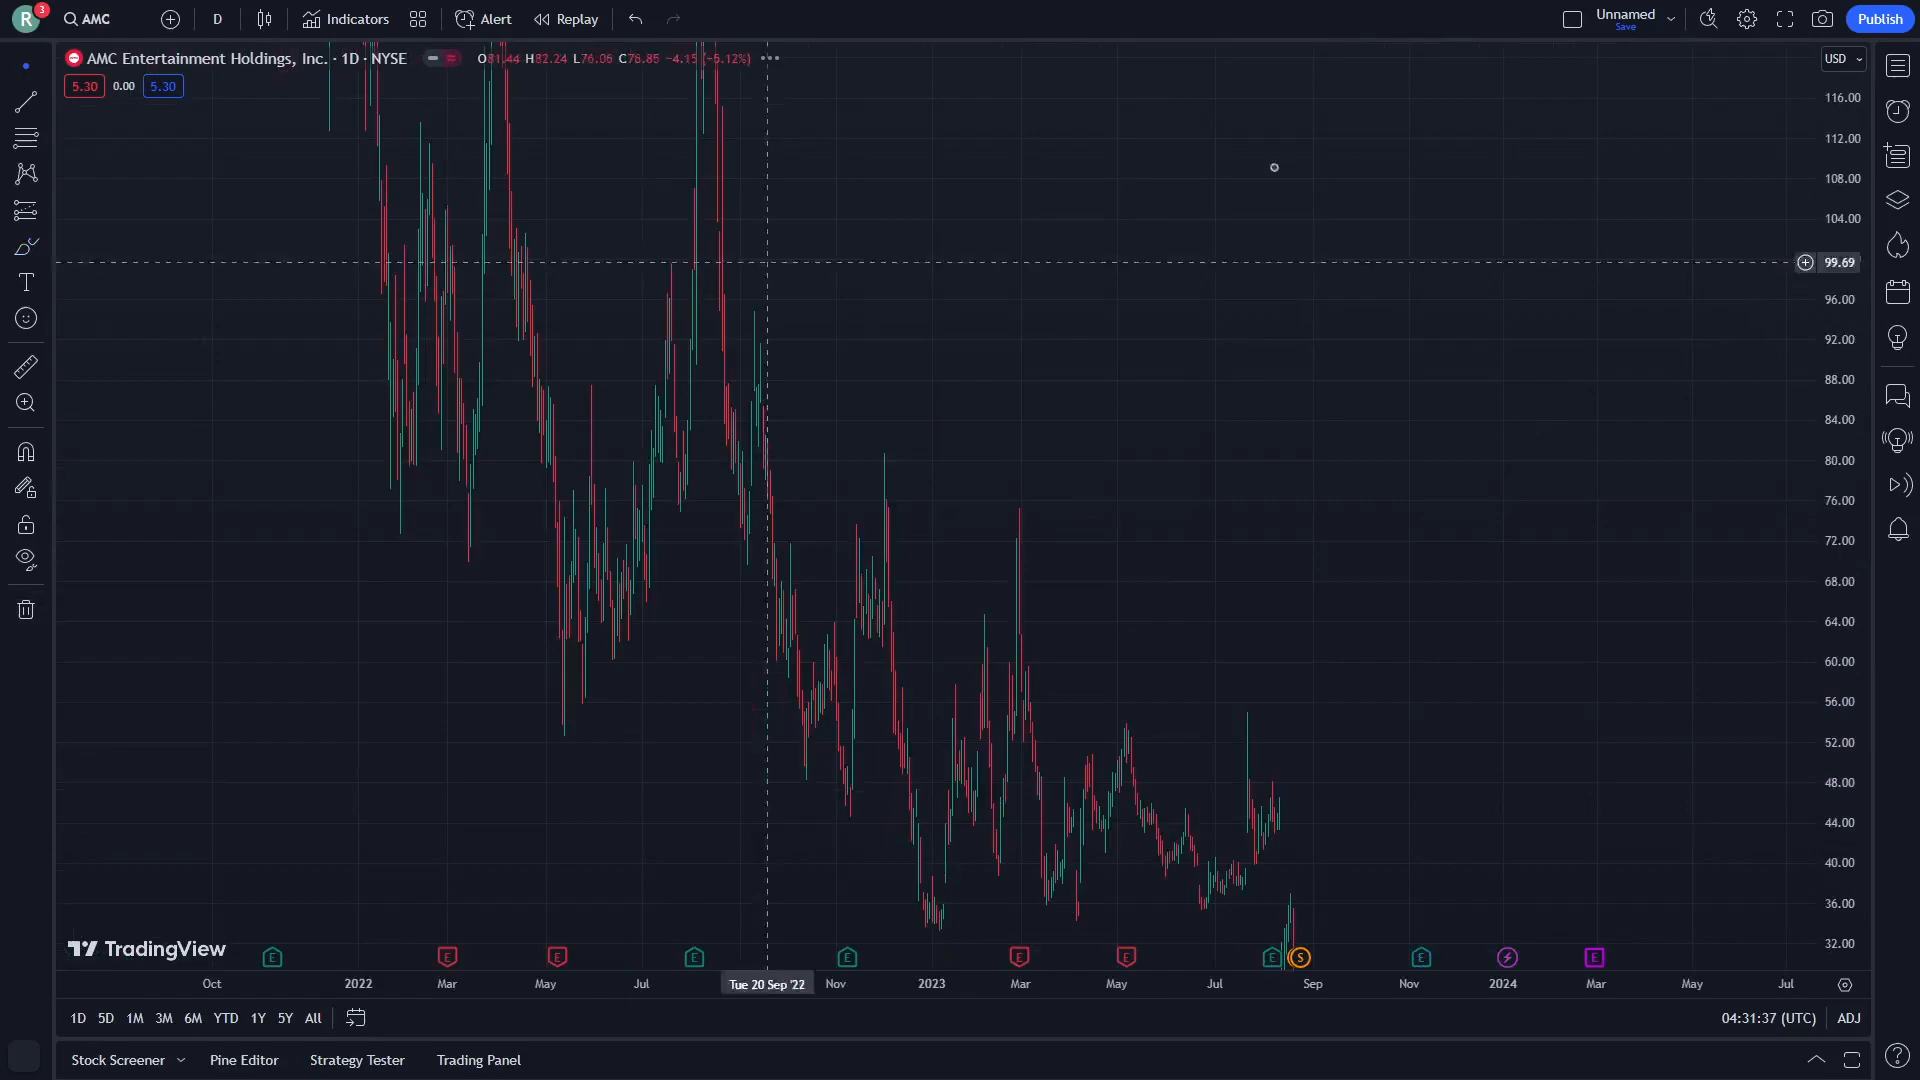 R 3 AMC D Indicators Alert Replay Unnamed Save Publish
AMC Entertainment Holdings, Inc. · 1D · NYSE O81.44 H82.24 L76.06 C76.85 −4.15 (−5.12%) USD
5.30 0.00 5.30
116.00
112.00
108.00
104.00
99.69
96.00
92.00
88.00
84.00
80.00
76.00
72.00
68.00
64.00
60.00
56.00
52.00
48.00
44.00
40.00
36.00
32.00
TradingView
E E E E E E E E S E E
Oct 2022 Mar May Jul Tue 20 Sep '22 Nov 2023 Mar May Jul Sep Nov 2024 Mar May Jul
1D 5D 1M 3M 6M YTD 1Y 5Y All 04:31:37 (UTC) ADJ
Stock Screener Pine Editor Strategy Tester Trading Panel